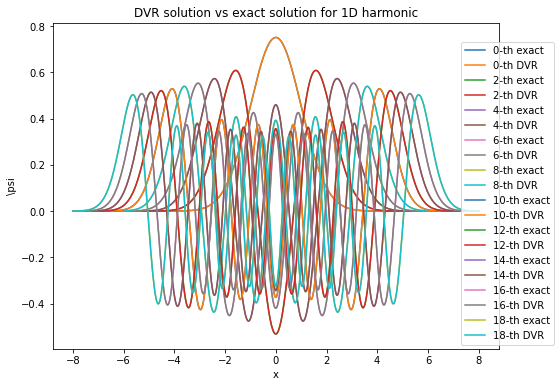 DVR solution vs exact solution for 1D harmonic
0.8
0.6
0.4
0.2
0.0
−0.2
−0.4
\psi
−8
−6
−4
−2
0
2
4
6
8
x
0-th exact
0-th DVR
2-th exact
2-th DVR
4-th exact
4-th DVR
6-th exact
6-th DVR
8-th exact
8-th DVR
10-th exact
10-th DVR
12-th exact
12-th DVR
14-th exact
14-th DVR
16-th exact
16-th DVR
18-th exact
18-th DVR